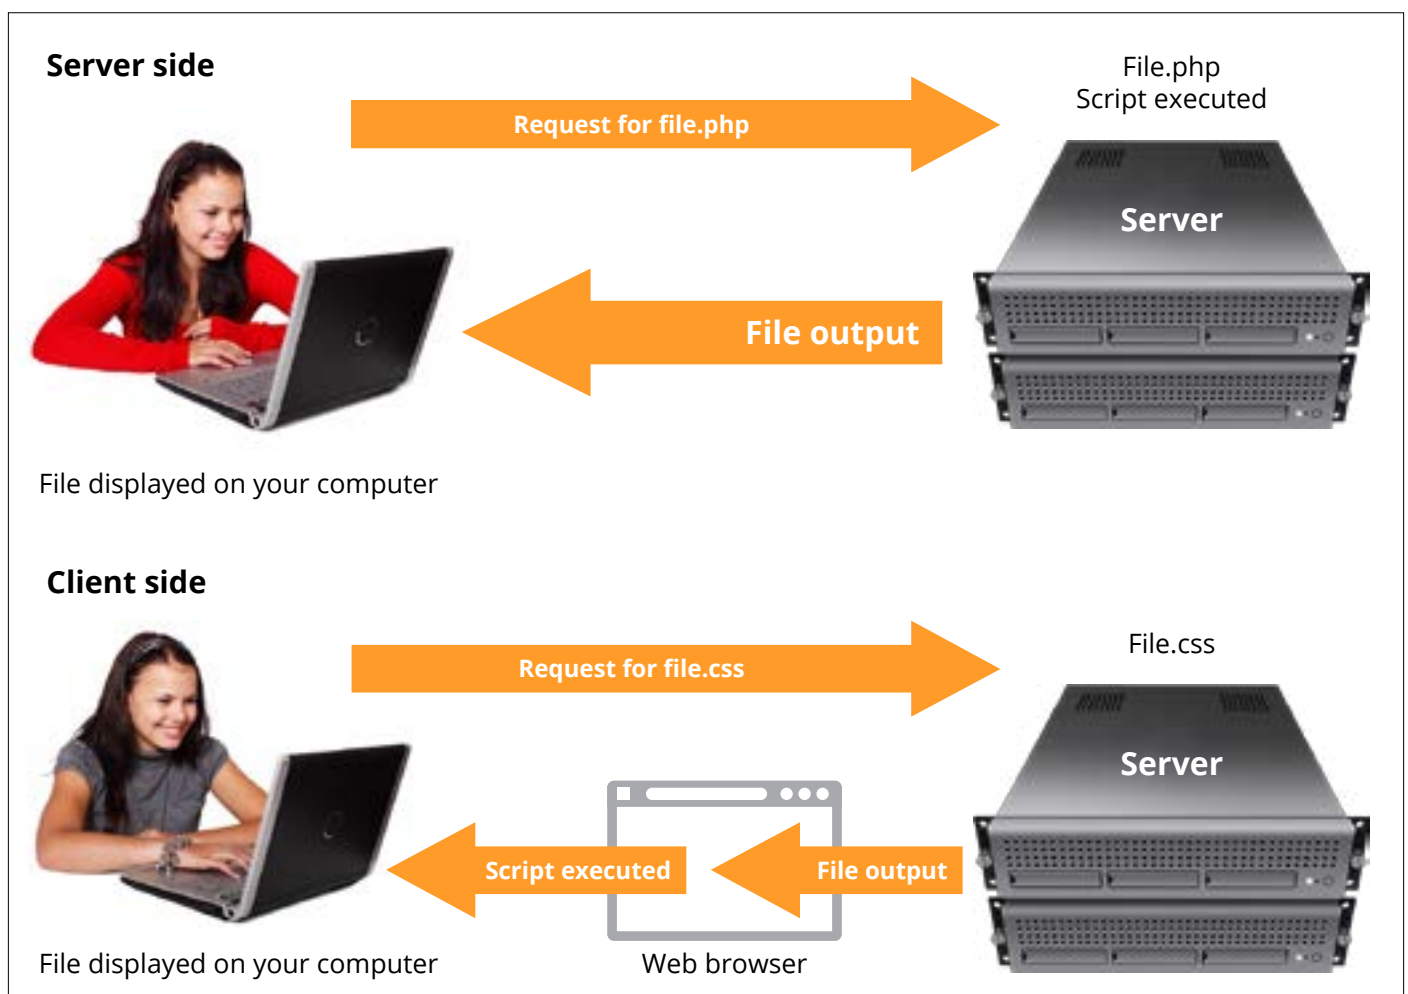 Server side
File.php
Script executed
Request for file.php
Server
File output
File displayed on your computer
Client side
File.css
Request for file.css
Server
Script executed
File output
File displayed on your computer
Web browser